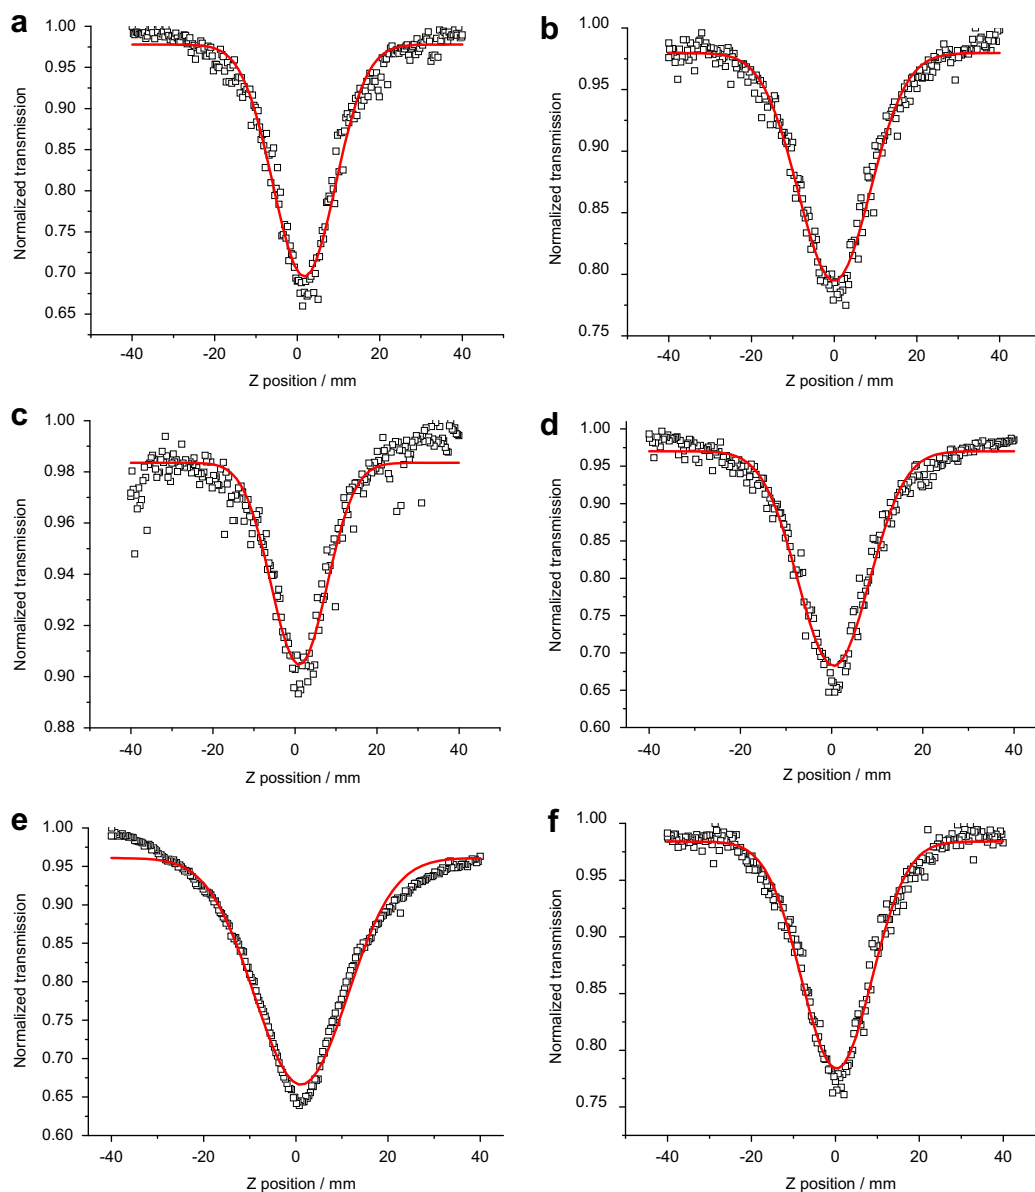 a
1.00
0.95
0.90
0.85
0.80
0.75
0.70
0.65
Normalized transmission
-40 -20 0 20 40
Z position / mm
b
1.00
0.95
0.90
0.85
0.80
0.75
Normalized transmission
-40 -20 0 20 40
Z position / mm
c
1.00
0.98
0.96
0.94
0.92
0.90
0.88
Normalized transmission
-40 -20 0 20 40
Z possition / mm
d
1.00
0.95
0.90
0.85
0.80
0.75
0.70
0.65
0.60
Normalized transmission
-40 -20 0 20 40
Z position / mm
e
1.00
0.95
0.90
0.85
0.80
0.75
0.70
0.65
0.60
Normalized transmission
-40 -20 0 20 40
Z position / mm
f
1.00
0.95
0.90
0.85
0.80
0.75
Normalized transmission
-40 -20 0 20 40
Z position / mm